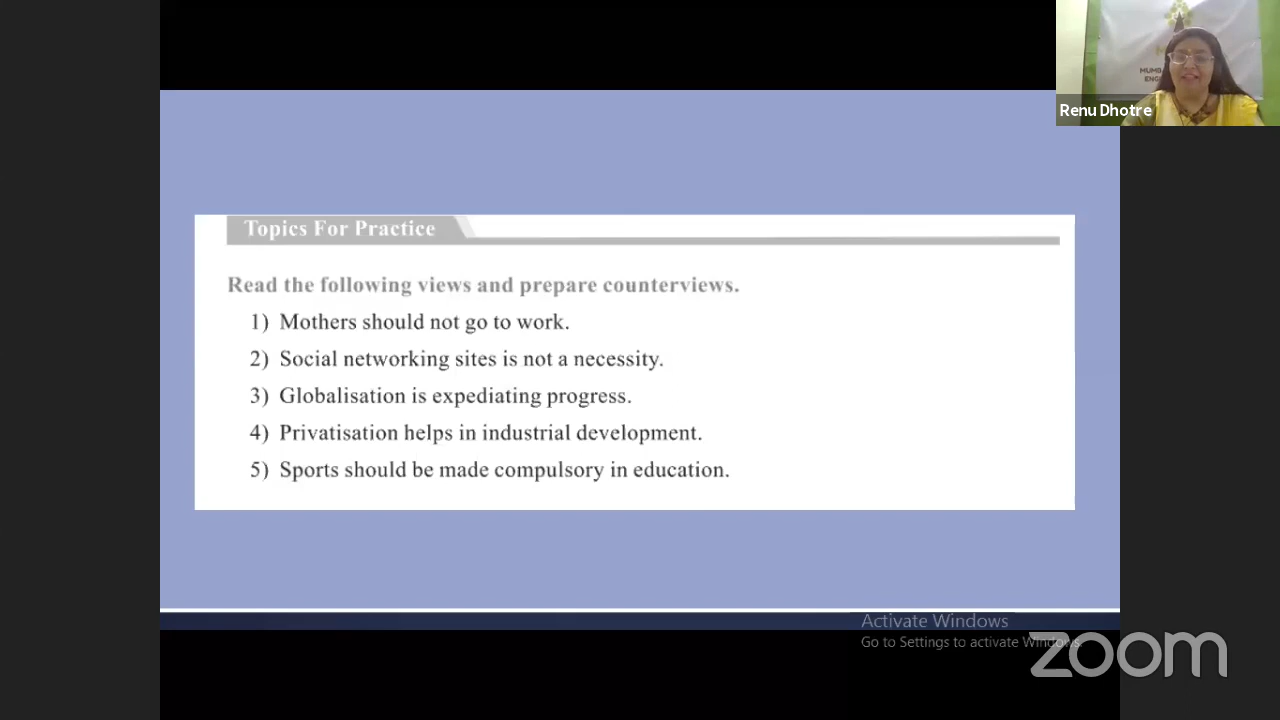 Renu Dhotre
Topics For Practice
Read the following views and prepare counterviews.
1) Mothers should not go to work.
2) Social networking sites is not a necessity.
3) Globalisation is expediating progress.
4) Privatisation helps in industrial development.
5) Sports should be made compulsory in education.
Activate Windows
Go to Settings to activate Windows.
zoom